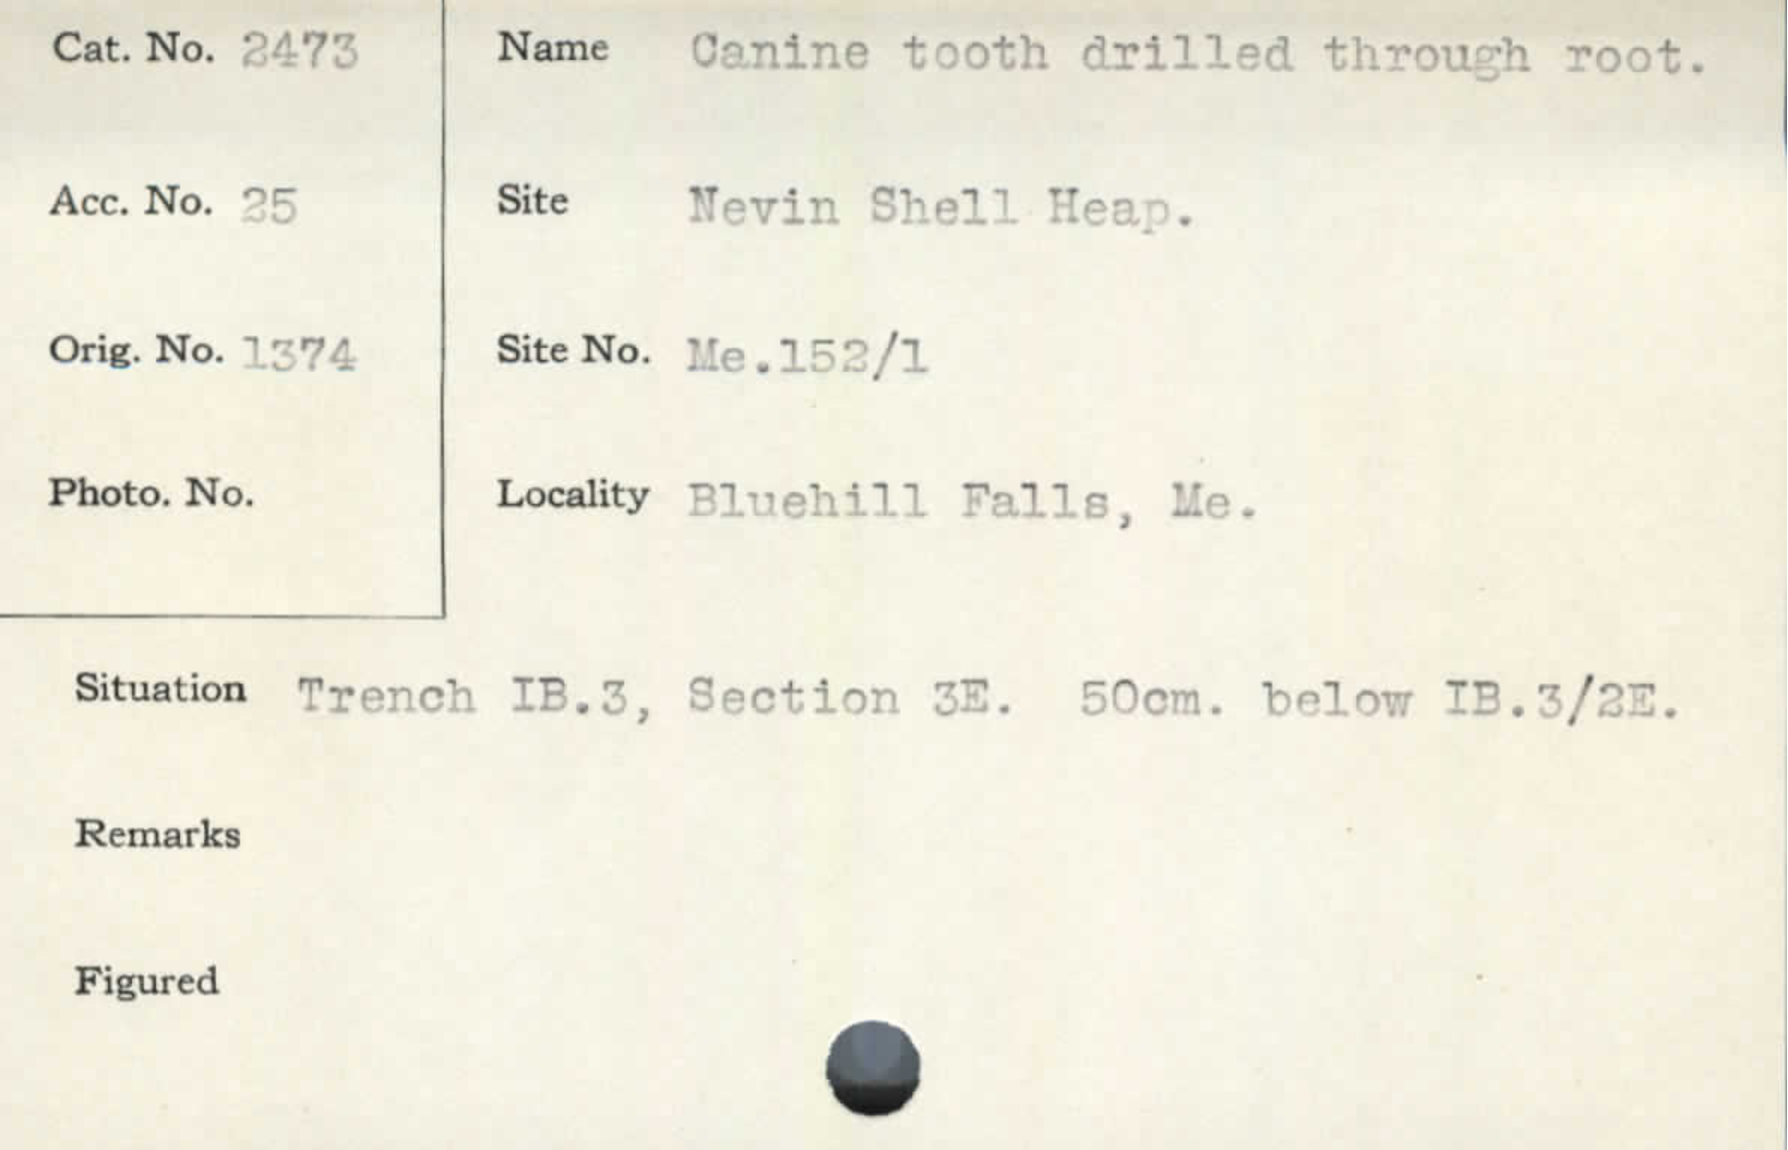 Cat. No. 2473
Name Canine tooth drilled through root.
Acc. No. 25
Site Nevin Shell Heap.
Orig. No. 1374
Site No. Me.152/1
Photo. No.
Locality Bluehill Falls, Me.
Situation Trench IB.3, Section 3E. 50cm. below IB.3/2E.
Remarks
Figured